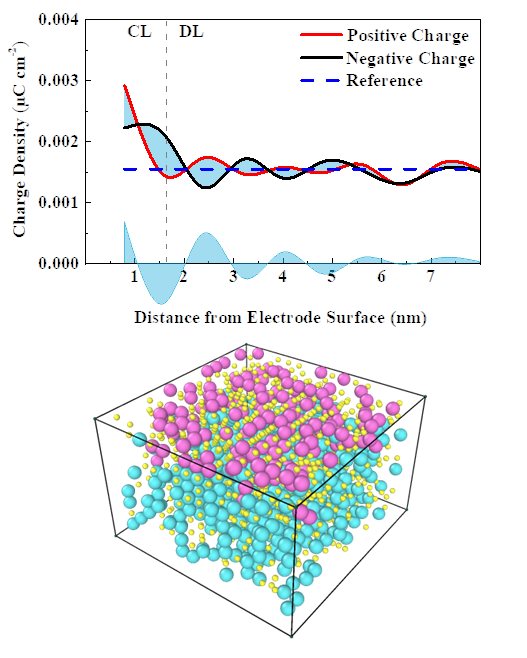 0.004
CL DL
Positive Charge
Negative Charge
Reference
0.003
0.002
0.001
0.000
Charge Density (μC cm⁻²)
1 2 3 4 5 6 7
Distance from Electrode Surface (nm)